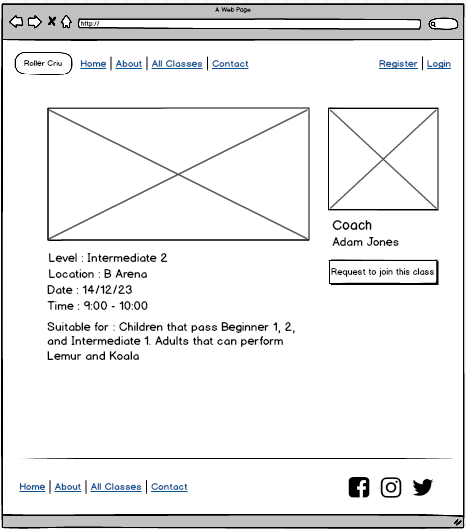 A Web Page
http://
Roller Criu Home About All Classes Contact Register Login
Coach
Adam Jones
Request to join this class
Level : Intermediate 2
Location : B Arena
Date : 14/12/23
Time : 9:00 - 10:00
Suitable for : Children that pass Beginner 1, 2,
and Intermediate 1. Adults that can perform
Lemur and Koala
Home About All Classes Contact